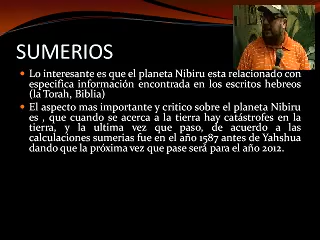 SUMERIOS
Lo interesante es que el planeta Nibiru esta relacionado con
especifica información encontrada en los escritos hebreos
(la Torah, Biblia)
El aspecto mas importante y critico sobre el planeta Nibiru
es , que cuando se acerca a la tierra hay catástrofes en la
tierra, y la ultima vez que paso, de acuerdo a las
calculaciones sumerias fue en el año 1587 antes de Yahshua
dando que la próxima vez que pase será para el año 2012.